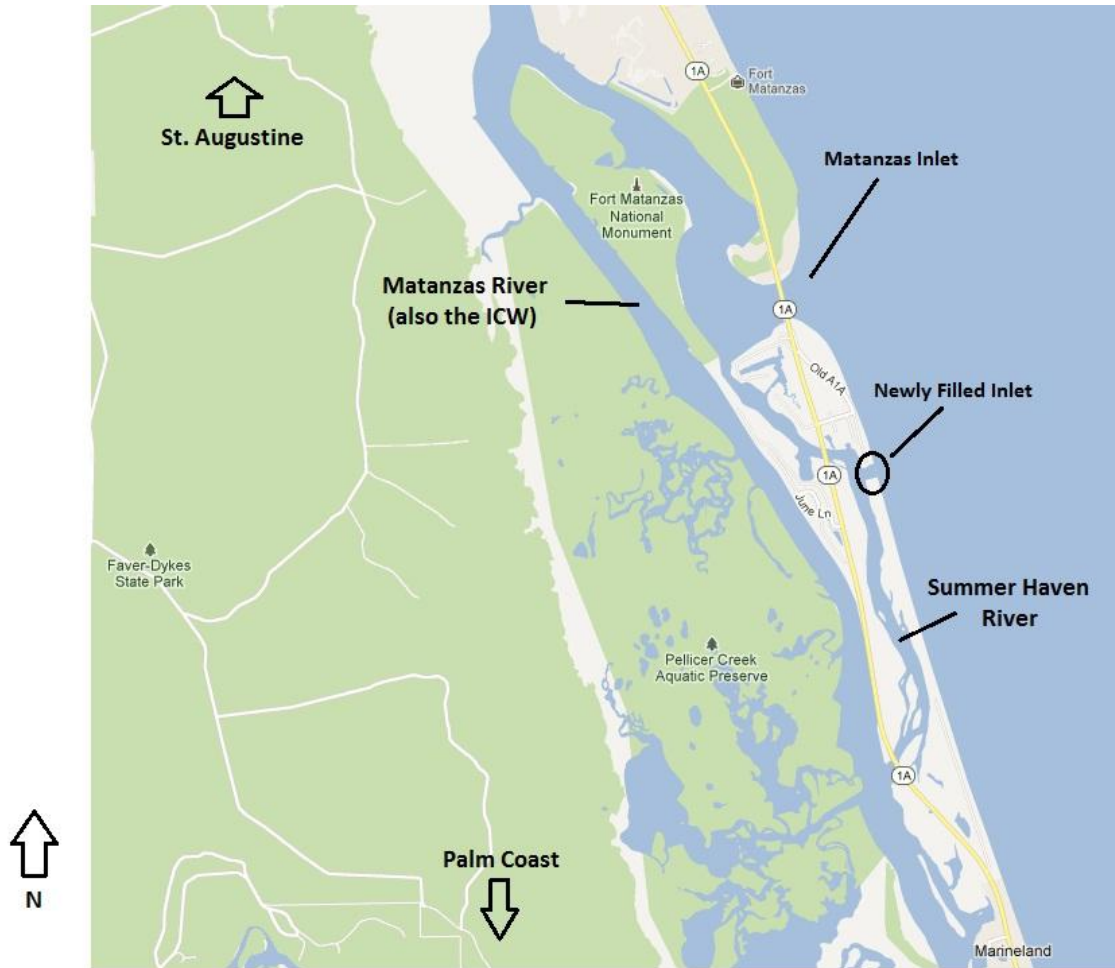 1A
Fort
Matanzas
St. Augustine
Matanzas Inlet
Fort Matanzas
National
Monument
Matanzas River
(also the ICW)
1A
Old A1A
Newly Filled Inlet
1A
June Ln
Faver-Dykes
State Park
Summer Haven
River
Pellicer Creek
Aquatic Preserve
1A
Palm Coast
N
Marineland